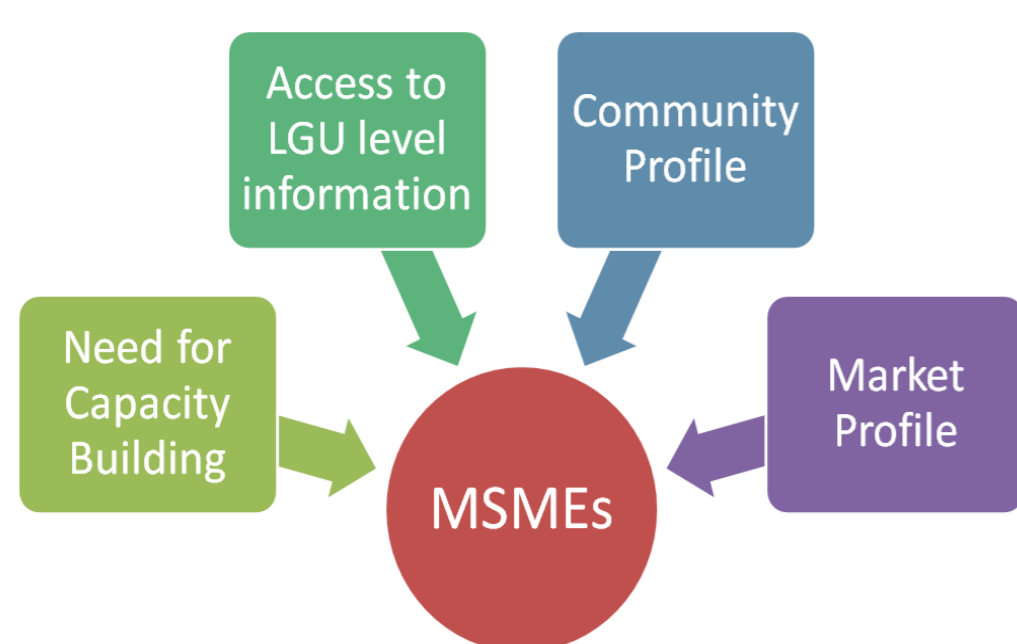 Access to
LGU level
information
Community
Profile
Need for
Capacity
Building
Market
Profile
MSMEs